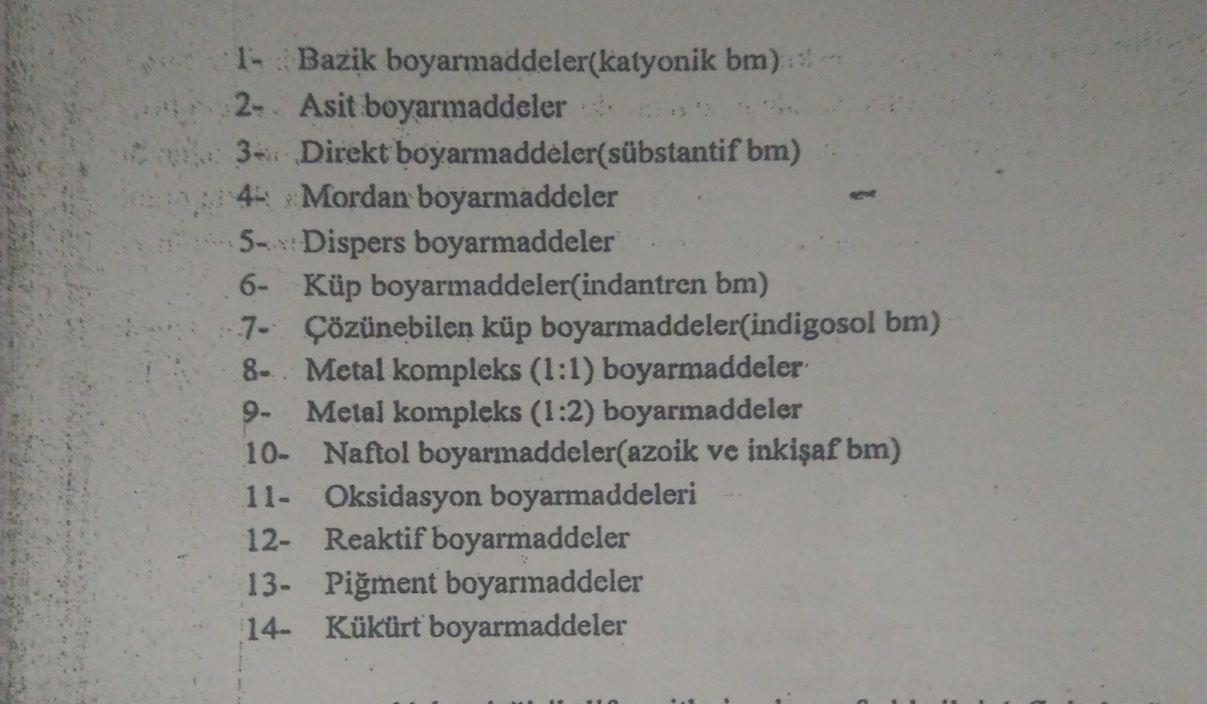 1- Bazik boyarmaddeler(katyonik bm)
2- Asit boyarmaddeler
3- Direkt boyarmaddeler(sübstantif bm)
4- Mordan boyarmaddeler
5- Dispers boyarmaddeler
6- Küp boyarmaddeler(indantren bm)
7- Çözünebilen küp boyarmaddeler(indigosol bm)
8- Metal kompleks (1:1) boyarmaddeler
9- Metal kompleks (1:2) boyarmaddeler
10- Naftol boyarmaddeler(azoik ve inkişaf bm)
11- Oksidasyon boyarmaddeleri
12- Reaktif boyarmaddeler
13- Piğment boyarmaddeler
14- Kükürt boyarmaddeler